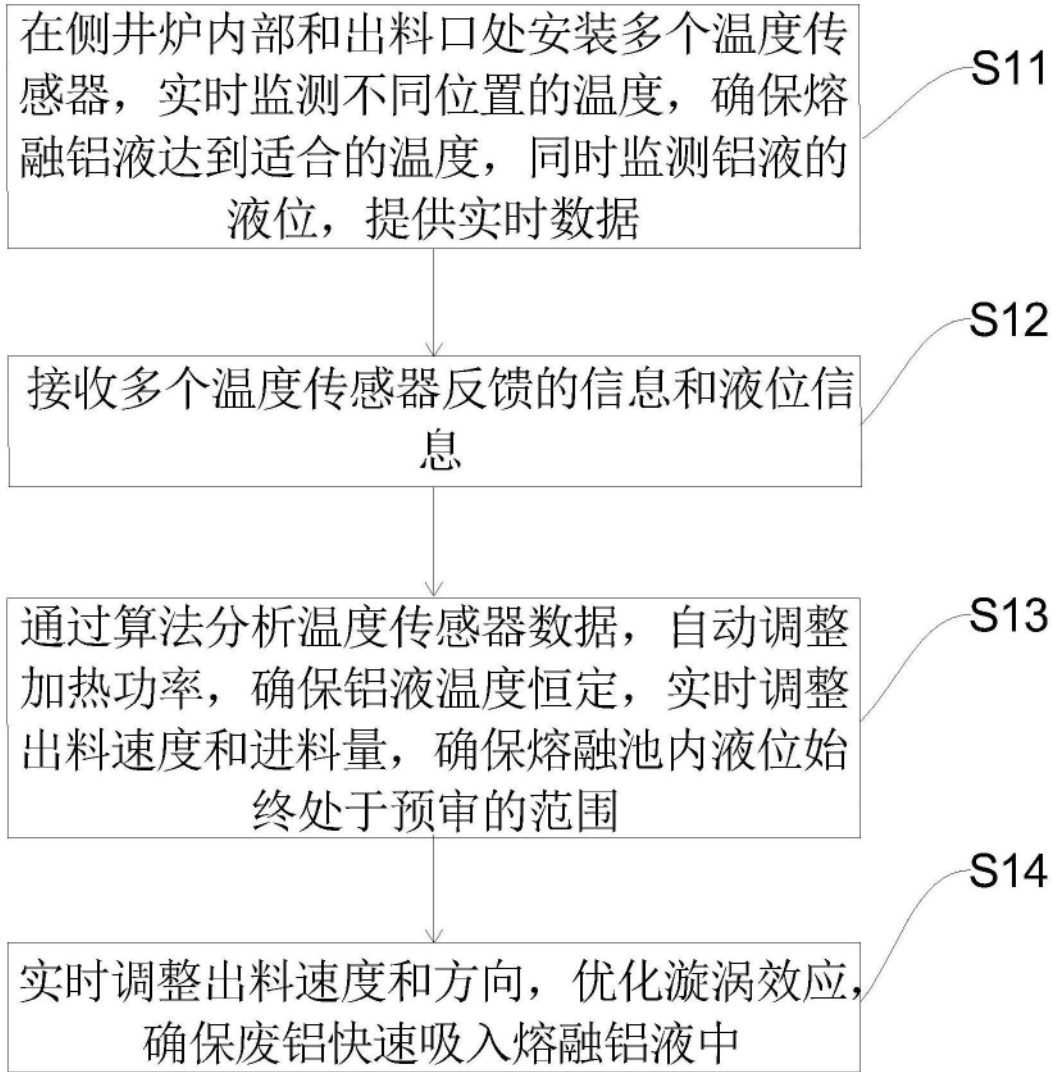 在侧井炉内部和出料口处安装多个温度传
感器，实时监测不同位置的温度，确保熔
融铝液达到适合的温度，同时监测铝液的
液位，提供实时数据
S11
接收多个温度传感器反馈的信息和液位信
息
S12
通过算法分析温度传感器数据，自动调整
加热功率，确保铝液温度恒定，实时调整
出料速度和进料量，确保熔融池内液位始
终处于预审的范围
S13
实时调整出料速度和方向，优化漩涡效应，
确保废铝快速吸入熔融铝液中
S14